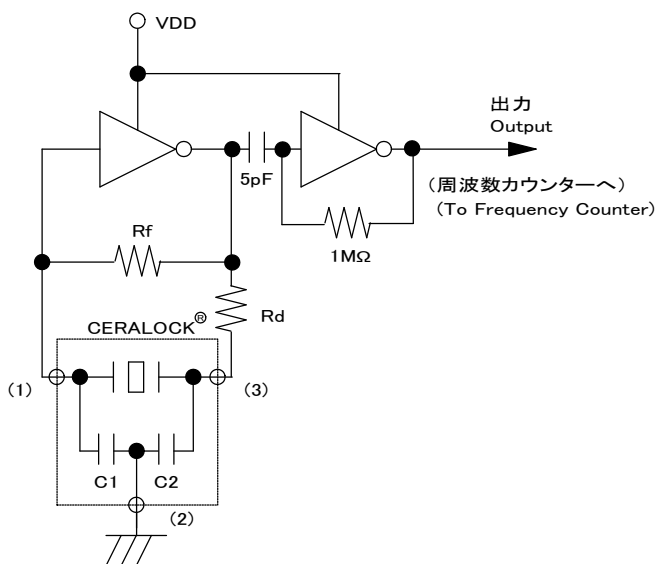 VDD
出力
Output
5pF
(周波数カウンターへ)
(To Frequency Counter)
Rf
1MΩ
Rd
CERALOCK®
(1)
(3)
C1
C2
(2)